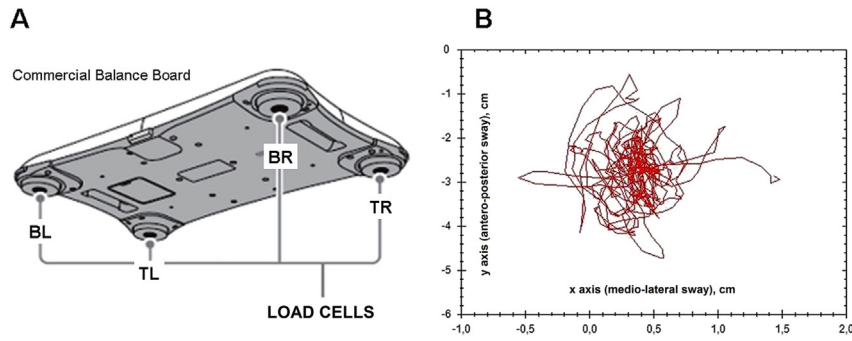 A
Commercial Balance Board
BR
TR
BL
TL
LOAD CELLS
B
0
-1
-2
-3
-4
-5
-6
y axis (antero-posterior sway), cm
x axis (medio-lateral sway), cm
-1,0
-0,5
0,0
0,5
1,0
1,5
2,0